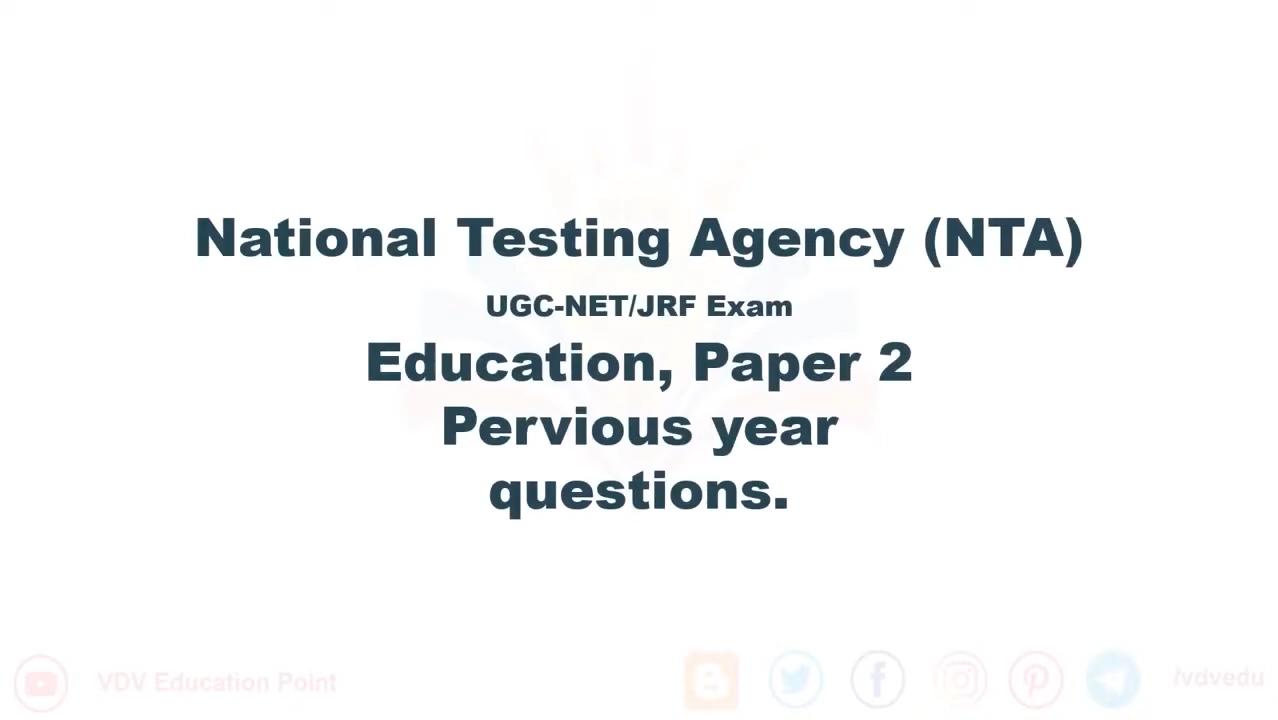 National Testing Agency (NTA)
UGC-NET/JRF Exam
Education, Paper 2
Pervious year
questions.
VDV Education Point
/vdvedu